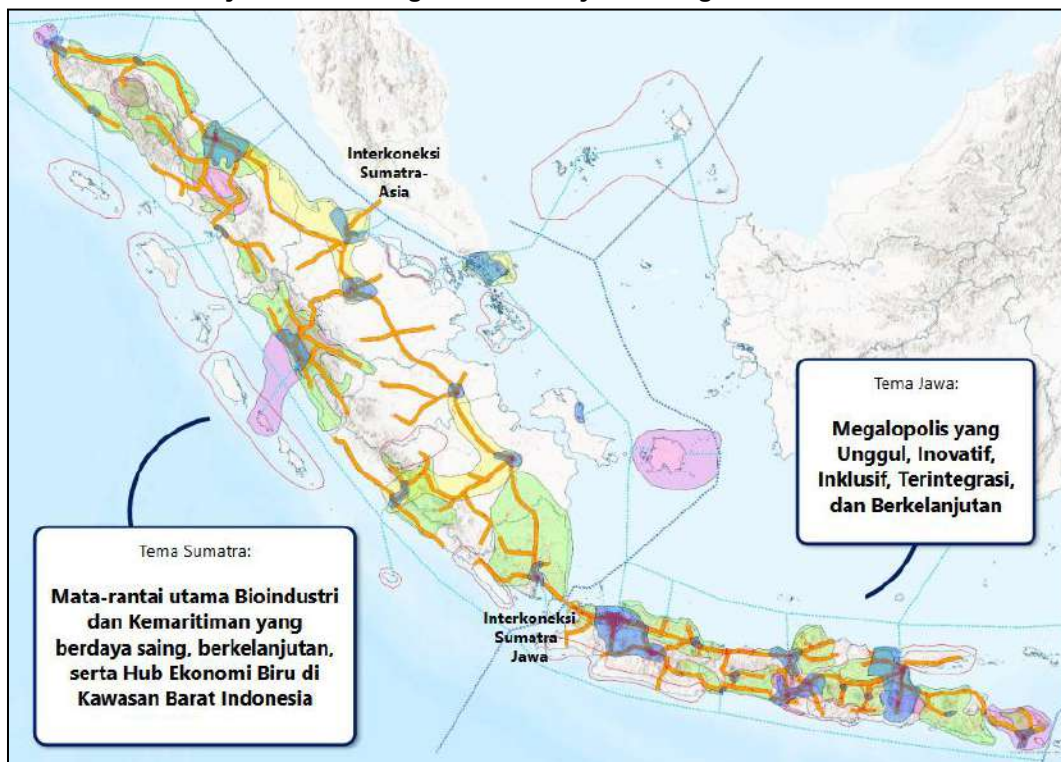 Interkoneksi
Sumatra-
Asia
Tema Jawa:
Megalopolis yang
Unggul, Inovatif,
Inklusif, Terintegrasi,
dan Berkelanjutan
Tema Sumatra:
Mata-rantai utama Bioindustri
dan Kemaritiman yang
berdaya saing, berkelanjutan,
serta Hub Ekonomi Biru di
Kawasan Barat Indonesia
Interkoneksi
Sumatra
Jawa